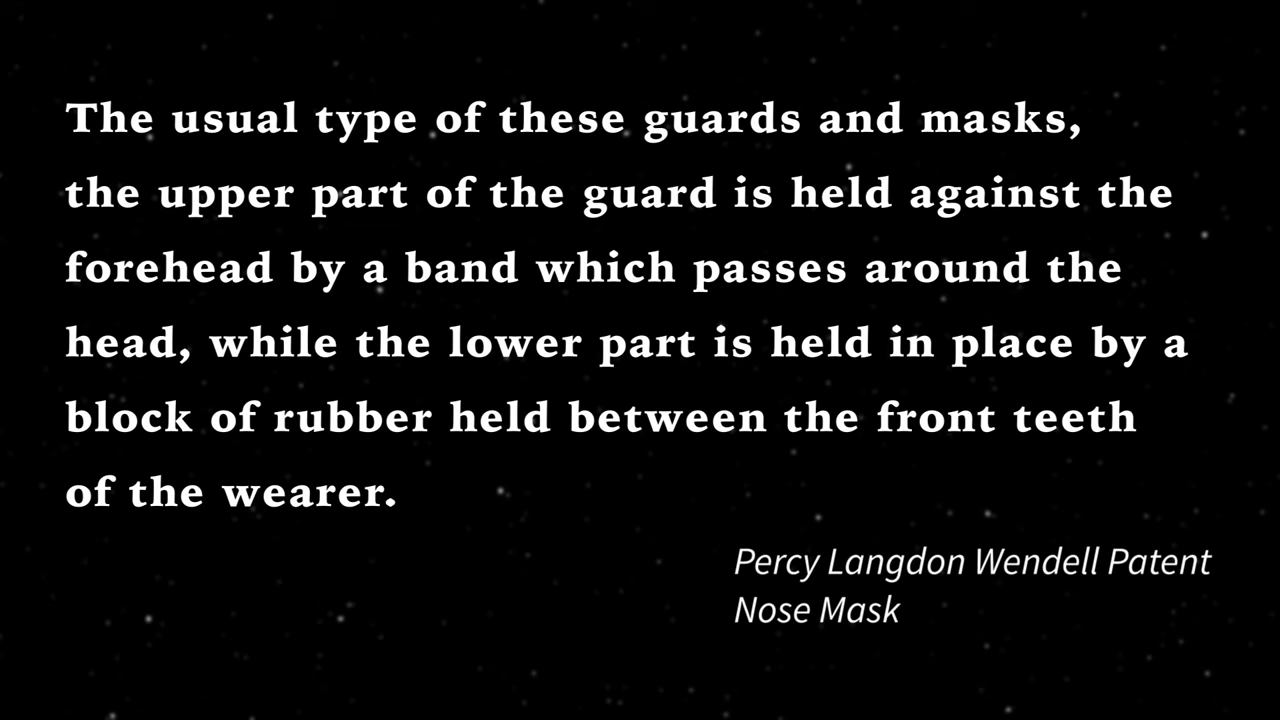 The usual type of these guards and masks,
the upper part of the guard is held against the
forehead by a band which passes around the
head, while the lower part is held in place by a
block of rubber held between the front teeth
of the wearer.
Percy Langdon Wendell Patent
Nose Mask